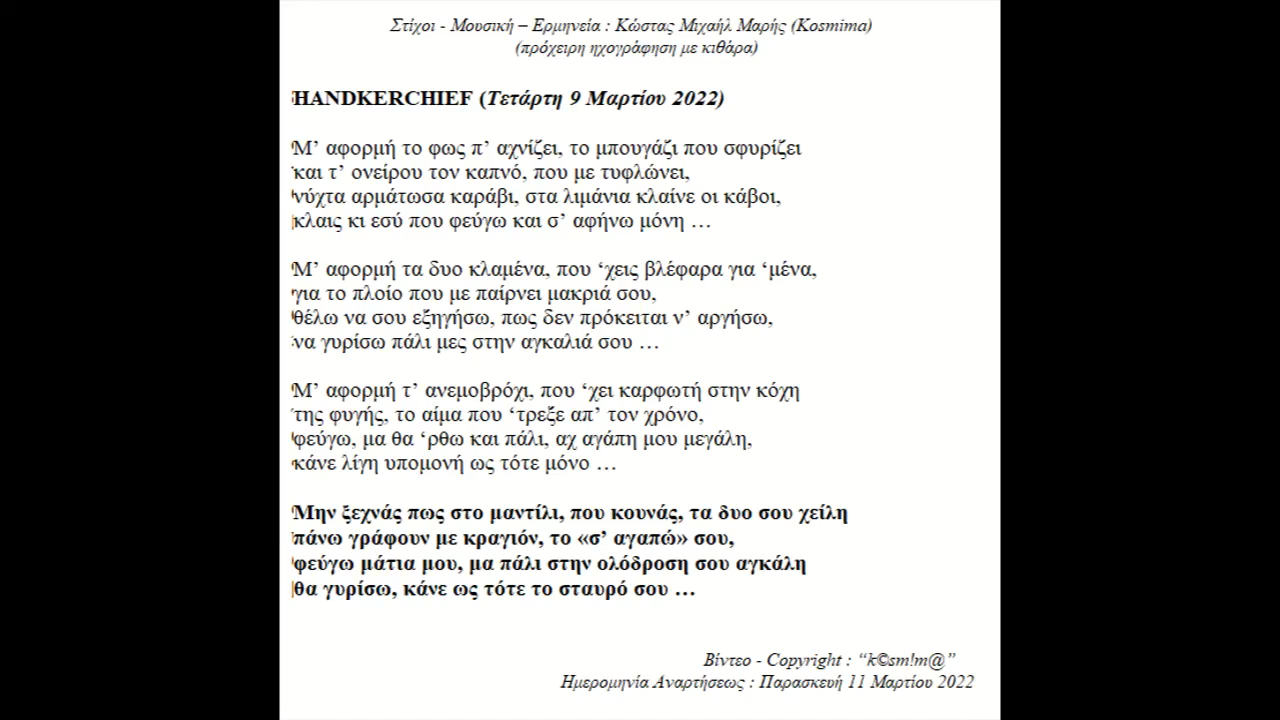 Στίχοι - Μουσική – Ερμηνεία : Κώστας Μιχαήλ Μαρής (Kosmima)
(πρόχειρη ηχογράφηση με κιθάρα)
HANDKERCHIEF (Τετάρτη 9 Μαρτίου 2022)
Μ’ αφορμή το φως π’ αχνίζει, το μπουγάζι που σφυρίζει
και τ’ ονείρου τον καπνό, που με τυφλώνει,
νύχτα αρμάτωσα καράβι, στα λιμάνια κλαίνε οι κάβοι,
κλαις κι εσύ που φεύγω και σ’ αφήνω μόνη …
Μ’ αφορμή τα δυο κλαμένα, που ‘χεις βλέφαρα για ‘μένα,
για το πλοίο που με παίρνει μακριά σου,
θέλω να σου εξηγήσω, πως δεν πρόκειται ν’ αργήσω,
να γυρίσω πάλι μες στην αγκαλιά σου …
Μ’ αφορμή τ’ ανεμοβρόχι, που ‘χει καρφωτή στην κόχη
της φυγής, το αίμα που ‘τρεξε απ’ τον χρόνο,
φεύγω, μα θα ‘ρθω και πάλι, αχ αγάπη μου μεγάλη,
κάνε λίγη υπομονή ως τότε μόνο …
Μην ξεχνάς πως στο μαντίλι, που κουνάς, τα δυο σου χείλη
πάνω γράφουν με κραγιόν, το «σ’ αγαπώ» σου,
φεύγω μάτια μου, μα πάλι στην ολόδροση σου αγκάλη
θα γυρίσω, κάνε ως τότε το σταυρό σου …
Βίντεο - Copyright : “k©sm!m@”
Ημερομηνία Αναρτήσεως : Παρασκευή 11 Μαρτίου 2022